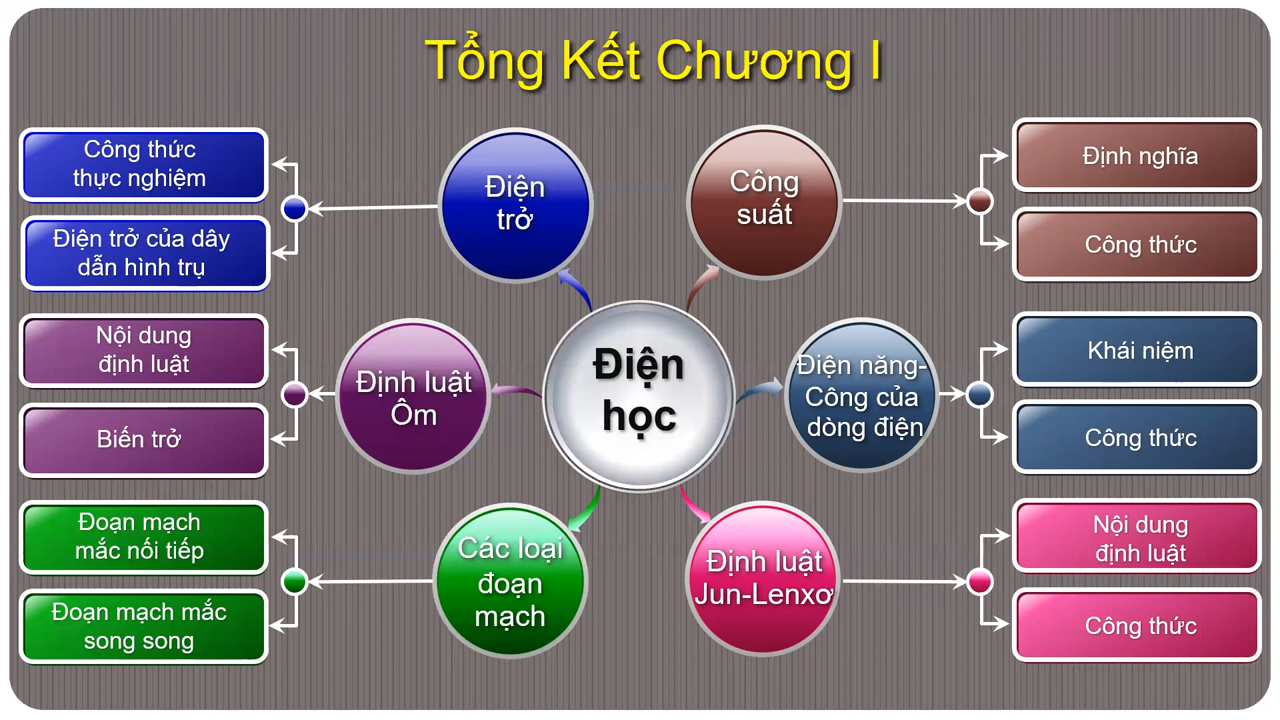 Tổng Kết Chương I
Công thức
thực nghiệm
Điện trở của dây
dẫn hình trụ
Điện
trở
Công
suất
Định nghĩa
Công thức
Nội dung
định luật
Biến trở
Định luật
Ôm
Điện
học
Điện năng-
Công của
dòng điện
Khái niệm
Công thức
Đoạn mạch
mắc nối tiếp
Đoạn mạch mắc
song song
Các loại
đoạn
mạch
Định luật
Jun-Lenxơ
Nội dung
định luật
Công thức